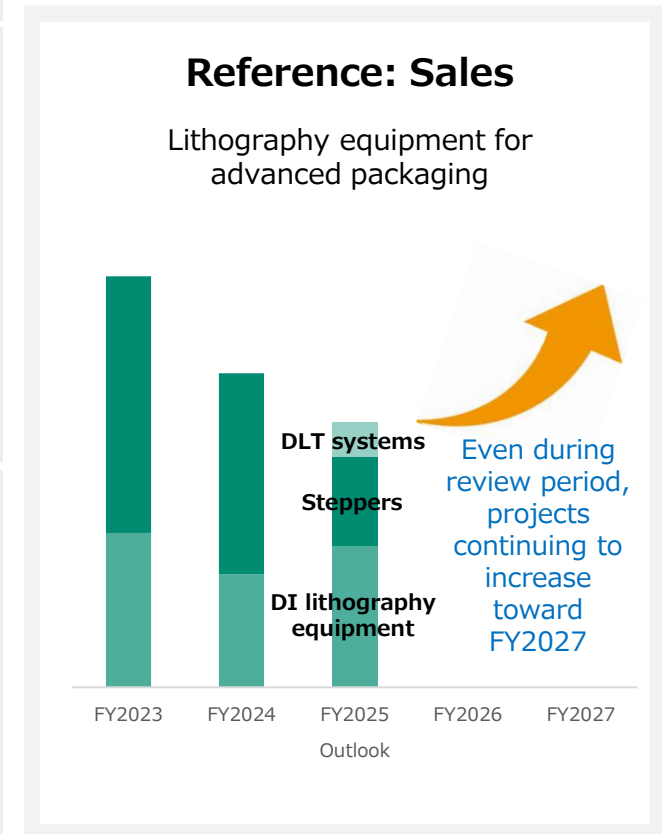 Reference: Sales
Lithography equipment for
advanced packaging
DLT systems
Steppers
DI lithography
equipment
Even during
review period,
projects
continuing to
increase
toward
FY2027
FY2023
FY2024
FY2025
FY2026
FY2027
Outlook